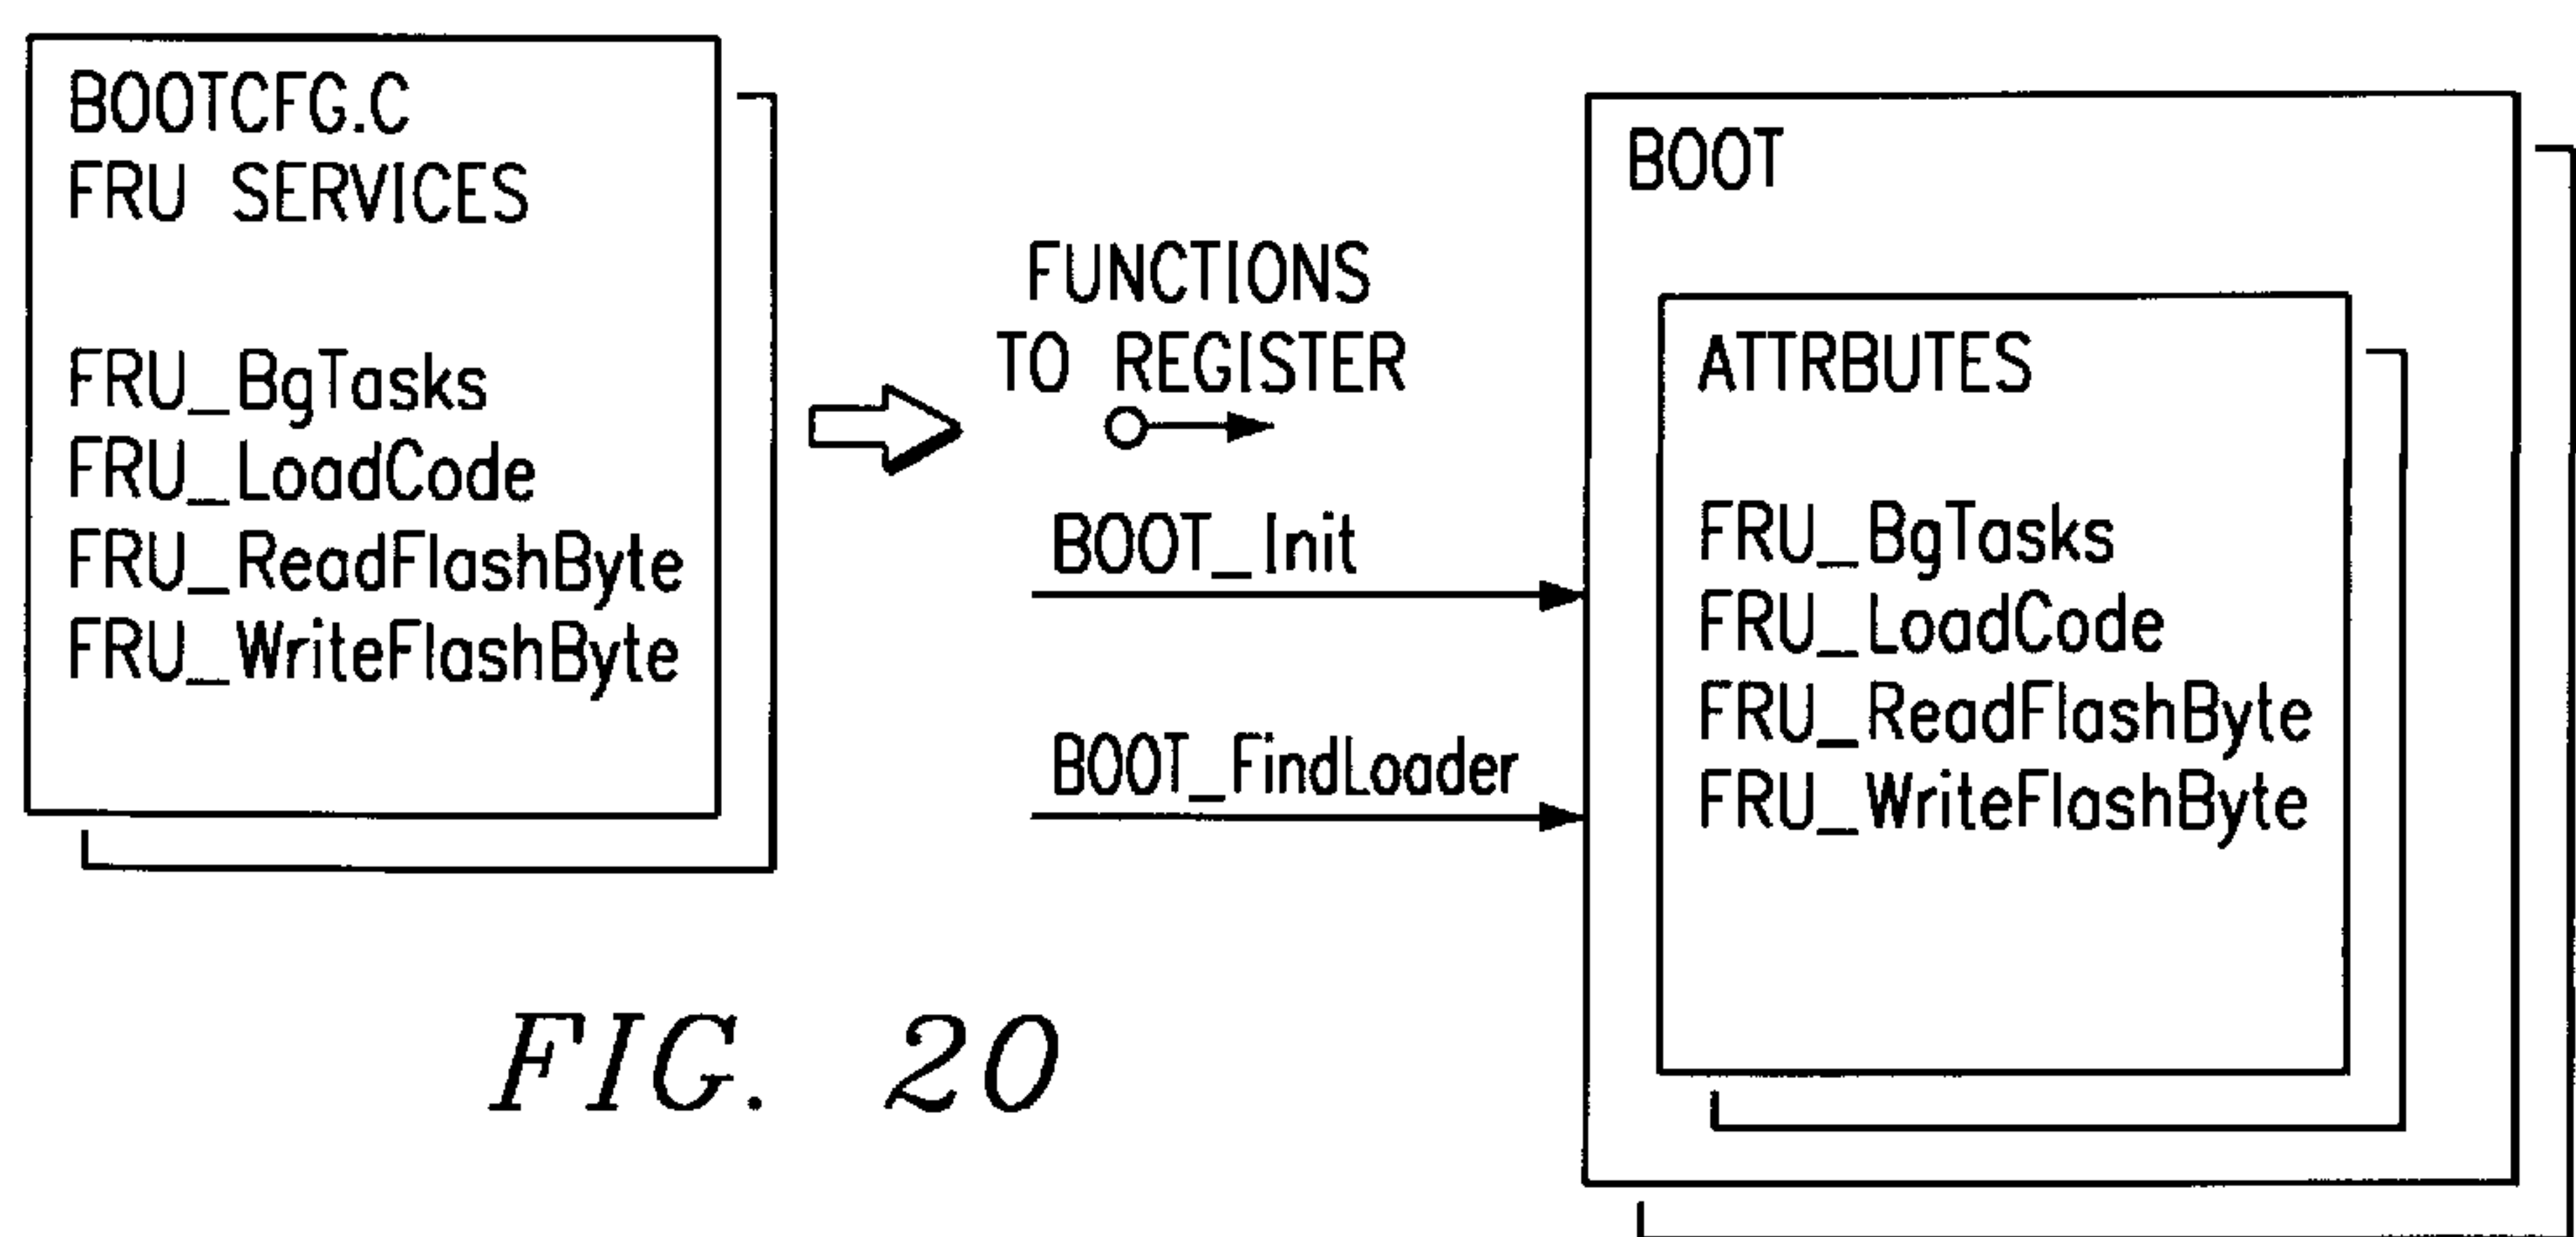 BOOTCFG.C
FRU SERVICES
FRU_BgTasks
FRU_LoadCode
FRU_ReadFlashByte
FRU_WriteFlashByte
FUNCTIONS
TO REGISTER
BOOT_Init
BOOT_FindLoader
BOOT
ATTRBUTES
FRU_BgTasks
FRU_LoadCode
FRU_ReadFlashByte
FRU_WriteFlashByte
FIG. 20